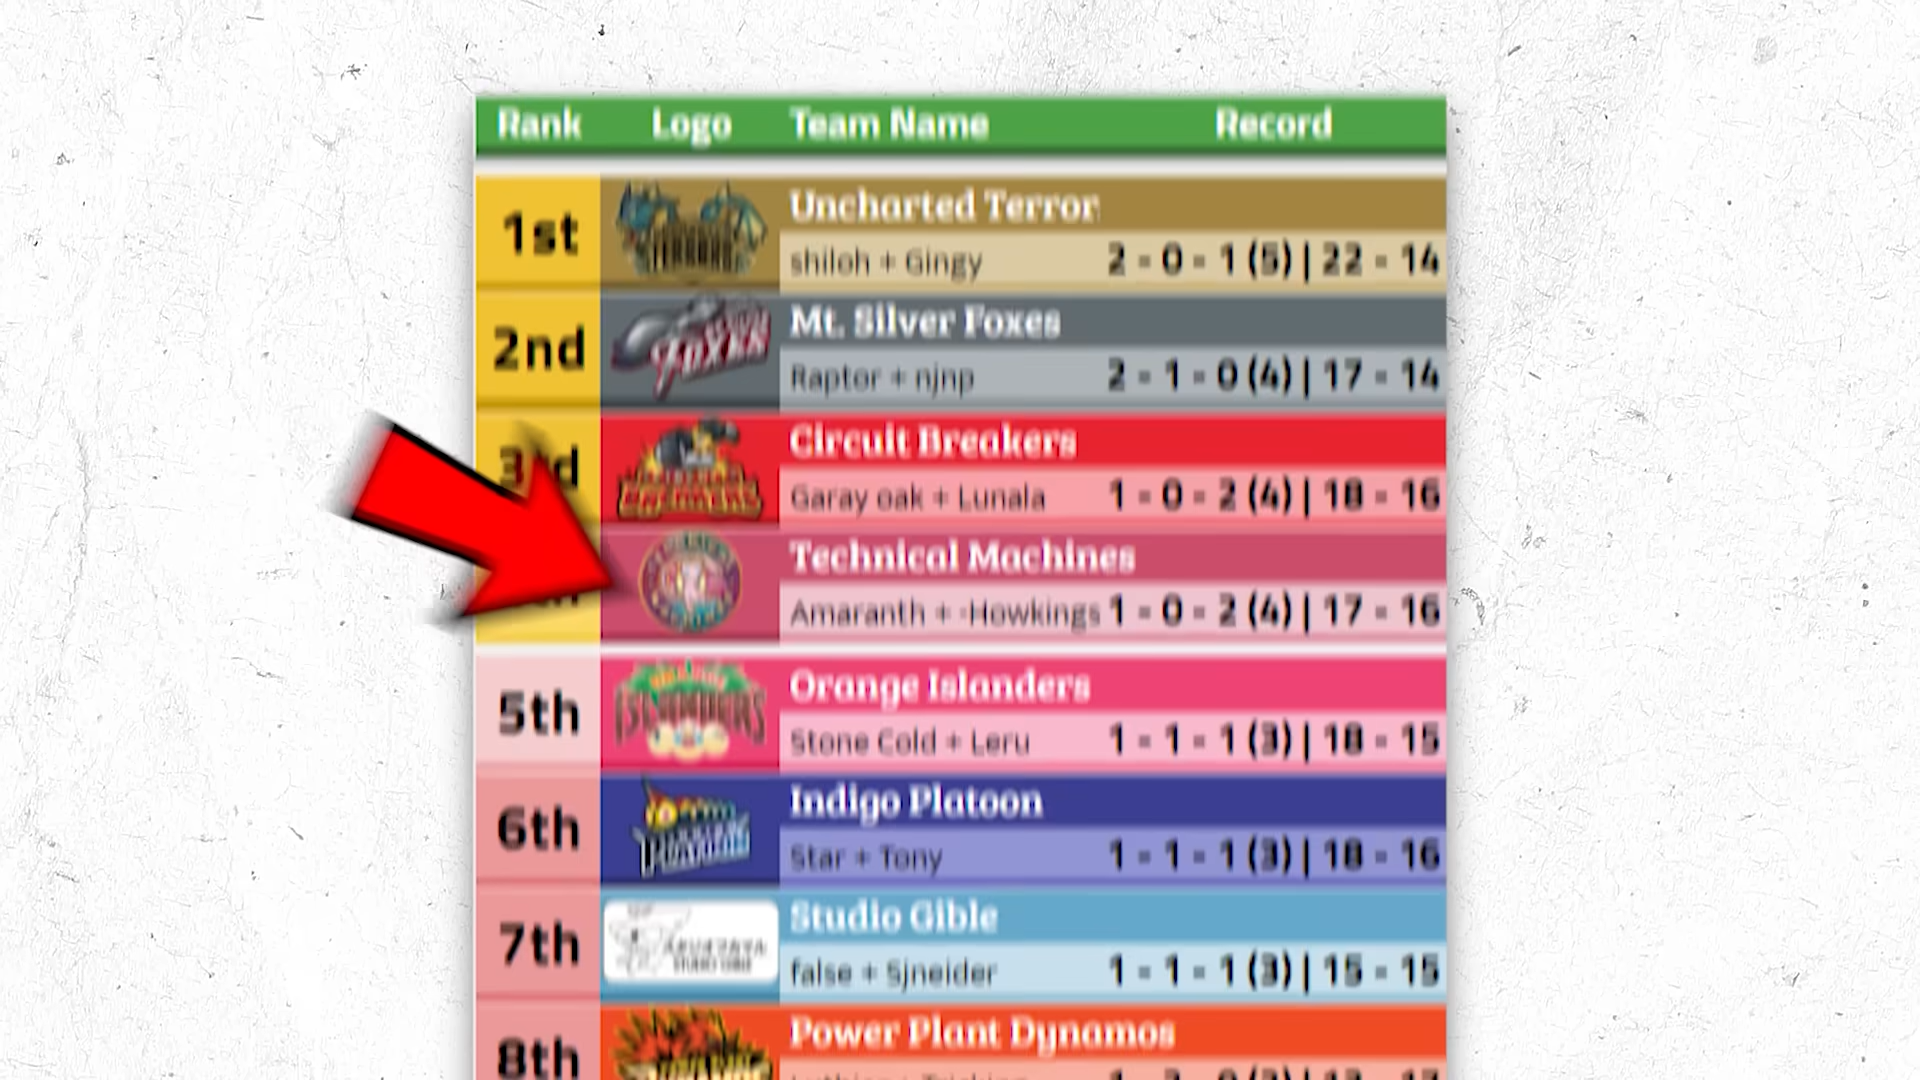 Rank Logo Team Name Record
1st
Uncharted Terror
shiloh + Gingy 2 - 0 - 1 (5) | 22 - 14
2nd
FOXES
Mt. Silver Foxes
Raptor + njnp 2 - 1 - 0 (4) | 17 - 14
BREAKERS
Circuit Breakers
Garay oak + Lunala 1 - 0 - 2 (4) | 18 - 16
Technical Machines
Amaranth + -Howkings 1 - 0 - 2 (4) | 17 - 16
5th
ISLANDERS
Orange Islanders
Stone Cold + Leru 1 - 1 - 1 (3) | 18 - 15
6th
Indigo Platoon
Star + Tony 1 - 1 - 1 (3) | 18 - 16
7th
Studio Gible
false + Sjneider 1 - 1 - 1 (3) | 15 - 15
8th
Power Plant Dynamos